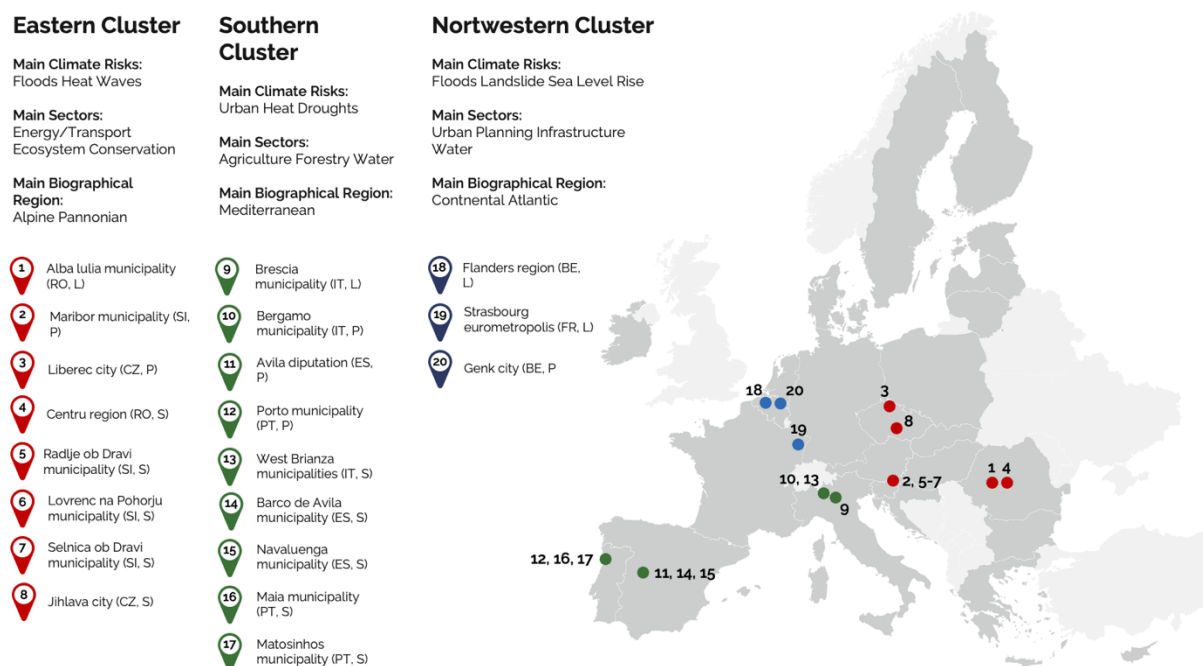 Eastern Cluster
Main Climate Risks:
Floods Heat Waves
Main Sectors:
Energy/Transport
Ecosystem Conservation
Main Biographical
Region:
Alpine Pannonian
1
Alba Iulia municipality
(RO, L)
2
Maribor municipality (SI,
P)
3
Liberec city (CZ, P)
4
Centru region (RO, S)
5
Radlje ob Dravi
municipality (SI, S)
6
Lovrenc na Pohorju
municipality (SI, S)
7
Selnica ob Dravi
municipality (SI, S)
8
Jihlava city (CZ, S)
Southern
Cluster
Main Climate Risks:
Urban Heat Droughts
Main Sectors:
Agriculture Forestry Water
Main Biographical Region:
Mediterranean
9
Brescia
municipality (IT, L)
10
Bergamo
municipality (IT, P)
11
Avila diputation (ES,
P)
12
Porto municipality
(PT, P)
13
West Brianza
municipalities (IT, S)
14
Barco de Avila
municipality (ES, S)
15
Navaluenga
municipality (ES, S)
16
Maia municipality
(PT, S)
17
Matosinhos
municipality (PT, S)
Nortwestern Cluster
Main Climate Risks:
Floods Landslide Sea Level Rise
Main Sectors:
Urban Planning Infrastructure
Water
Main Biographical Region:
Contnental Atlantic
18
Flanders region (BE,
L)
19
Strasbourg
eurometropolis (FR, L)
20
Genk city (BE, P
18
20
3
8
19
10, 13
9
2, 5-7
1
4
12, 16, 17
11, 14, 15